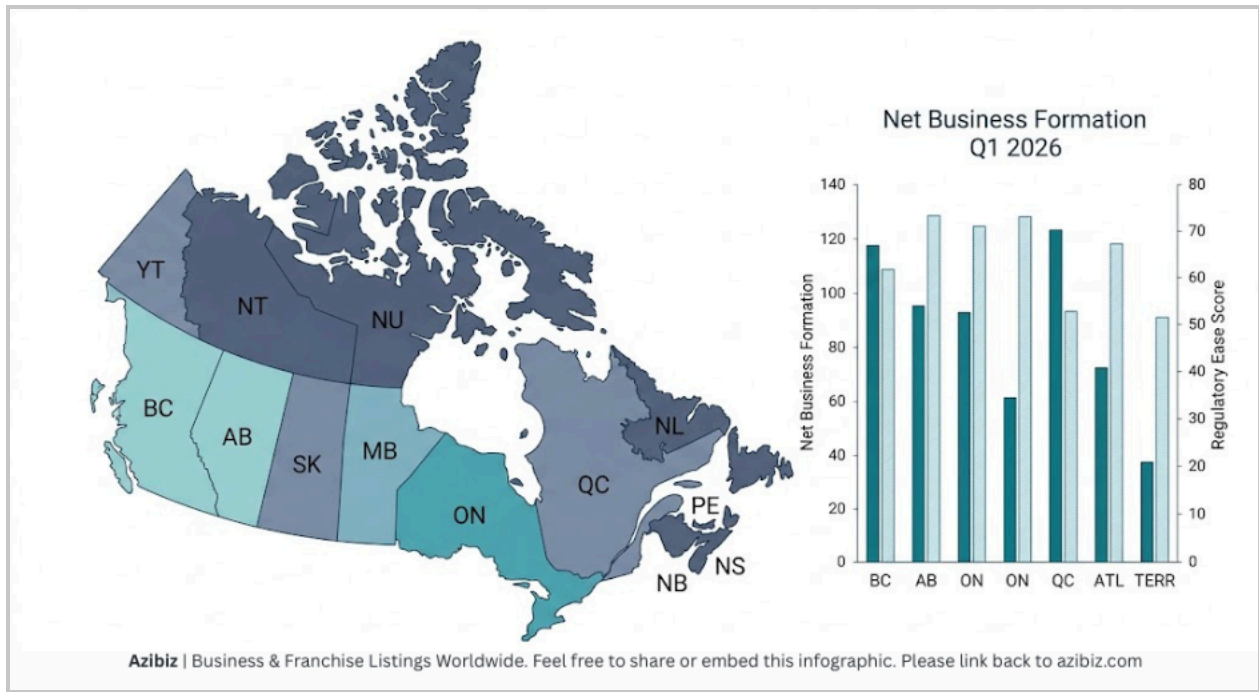 YT
NT
NU
BC
AB
SK
MB
ON
QC
NL
PE
NB
NS
Net Business Formation
Q1 2026
Net Business Formation
140
120
100
80
60
40
20
0
80
70
60
50
40
30
20
10
0
Regulatory Ease Score
BC AB ON ON QC ATL TERR
Azibiz | Business & Franchise Listings Worldwide. Feel free to share or embed this infographic. Please link back to azibiz.com